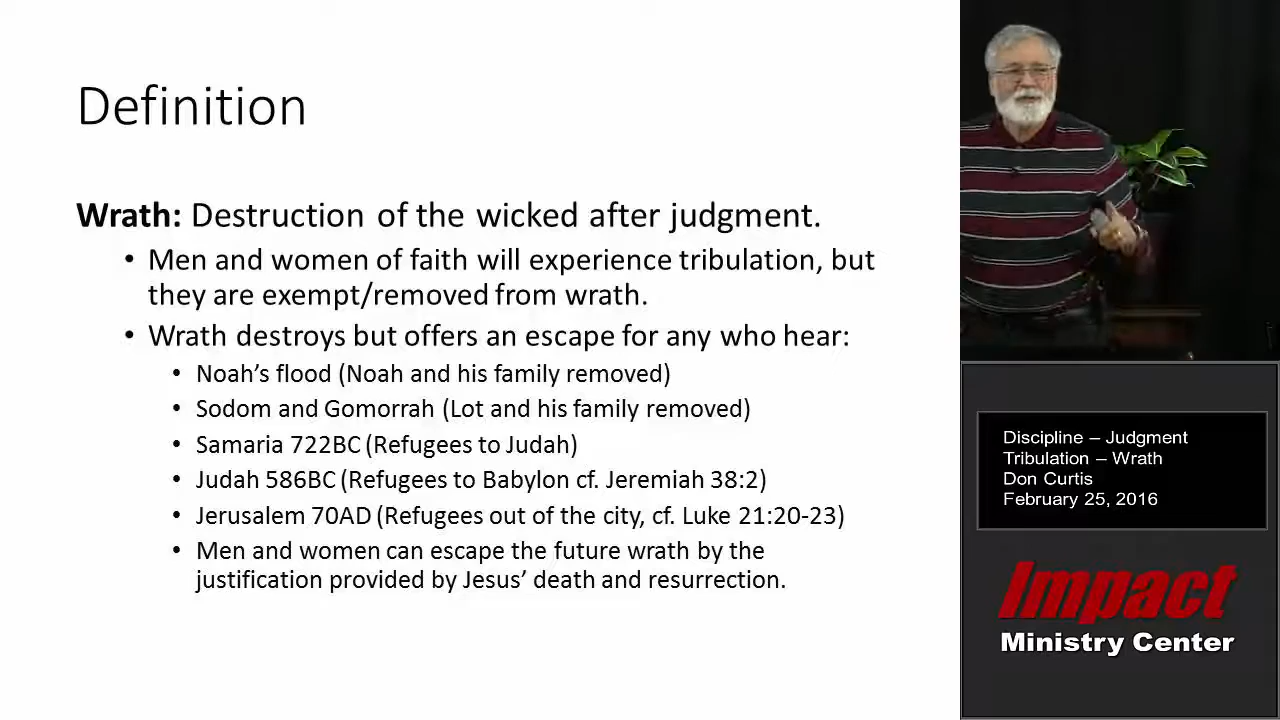 Definition
Wrath: Destruction of the wicked after judgment.
• Men and women of faith will experience tribulation, but
they are exempt/removed from wrath.
• Wrath destroys but offers an escape for any who hear:
• Noah's flood (Noah and his family removed)
• Sodom and Gomorrah (Lot and his family removed)
• Samaria 722BC (Refugees to Judah)
• Judah 586BC (Refugees to Babylon cf. Jeremiah 38:2)
• Jerusalem 70AD (Refugees out of the city, cf. Luke 21:20-23)
• Men and women can escape the future wrath by the
justification provided by Jesus' death and resurrection.
Discipline – Judgment
Tribulation – Wrath
Don Curtis
February 25, 2016
Impact
Ministry Center